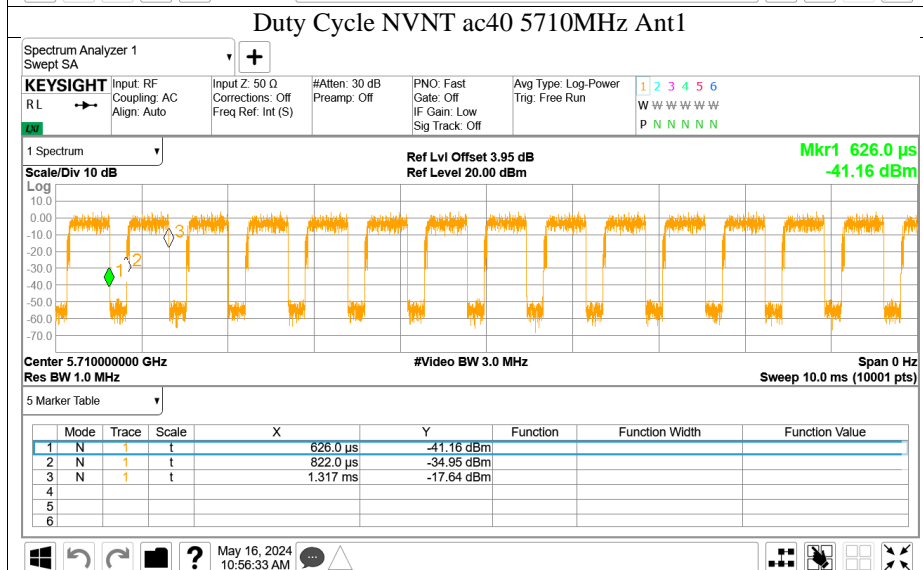 Duty Cycle NVNT ac40 5710MHz Ant1
Spectrum Analyzer 1
Swept SA
+
KEYSIGHT Input: RF Input Z: 50 Ω #Atten: 30 dB PNO: Fast Avg Type: Log-Power 1 2 3 4 5 6
R L Coupling: AC Corrections: Off Preamp: Off Gate: Off Trig: Free Run W W W W W W
Align: Auto Freq Ref: Int (S) IF Gain: Low
LXI Sig Track: Off P N N N N N
1 Spectrum Ref Lvl Offset 3.95 dB Mkr1 626.0 µs
Scale/Div 10 dB Ref Level 20.00 dBm -41.16 dBm
Log
10.0
0.00
-10.0
-20.0
-30.0
-40.0
-50.0
-60.0
-70.0
1
2
3
Center 5.710000000 GHz #Video BW 3.0 MHz Span 0 Hz
Res BW 1.0 MHz Sweep 10.0 ms (10001 pts)
5 Marker Table
Mode Trace Scale X Y Function Function Width Function Value
1 N 1 t 626.0 µs -41.16 dBm
2 N 1 t 822.0 µs -34.95 dBm
3 N 1 t 1.317 ms -17.64 dBm
4
5
6
? May 16, 2024
10:56:33 AM